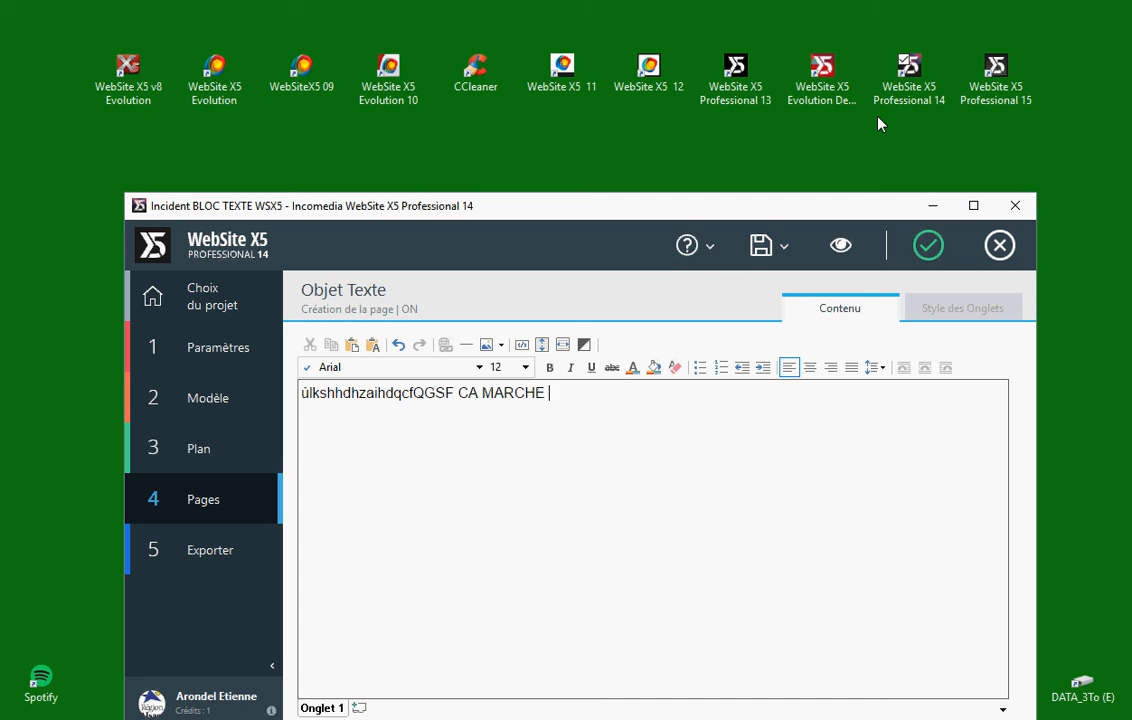 WebSite X5 v8
Evolution
WebSite X5
Evolution
WebSiteX5 09
WebSite X5
Evolution 10
CCleaner
WebSite X5 11
WebSite X5 12
WebSite X5
Professional 13
WebSite X5
Evolution De...
WebSite X5
Professional 14
WebSite X5
Professional 15
Incident BLOC TEXTE WSX5 - Incomedia WebSite X5 Professional 14
WebSite X5
PROFESSIONAL 14
Choix
du projet
1 Paramètres
2 Modèle
3 Plan
4 Pages
5 Exporter
Arondel Etienne
Crédits : 1
Objet Texte
Création de la page | ON
Contenu
Style des Onglets
Arial
12
B I U abc A
ùlkshhdhzaihdqcfQGSF CA MARCHE
Onglet 1
Spotify
DATA_3To (E)